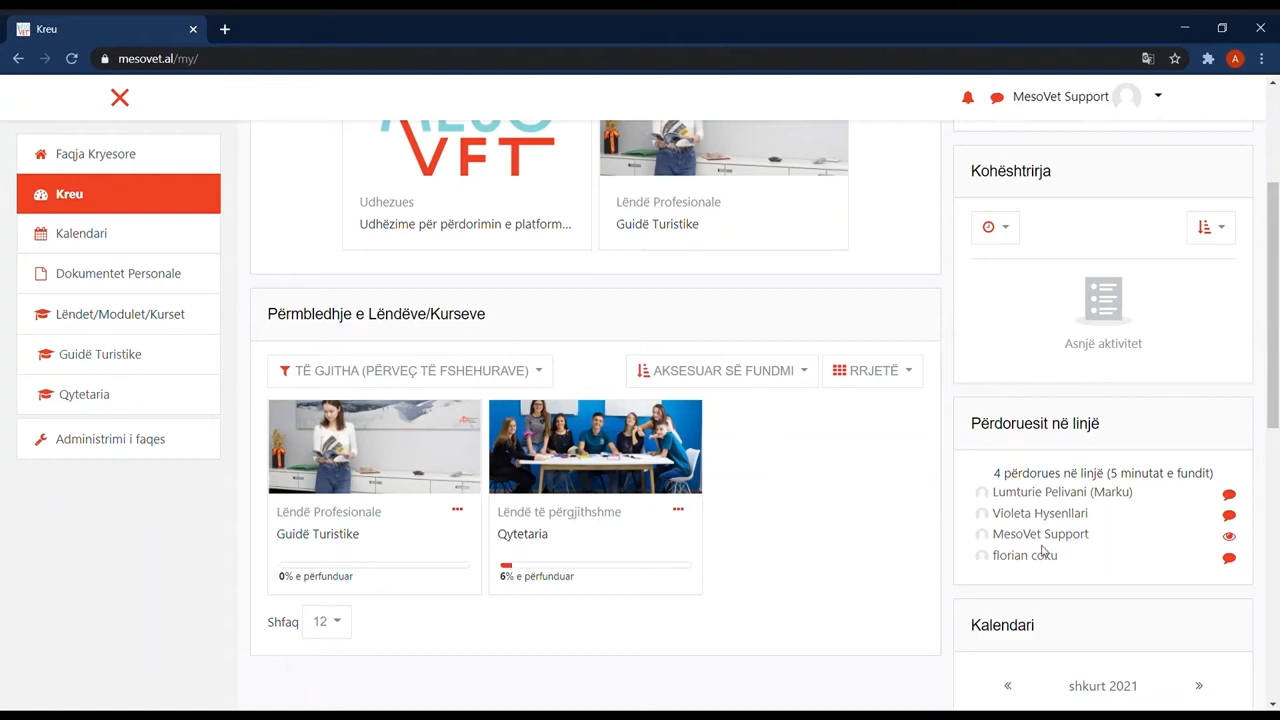 Kreu
mesovet.al/my/
A
MesoVet Support
Faqja Kryesore
Kreu
Kalendari
Dokumentet Personale
Lëndet/Modulet/Kurset
Guidë Turistike
Qytetaria
Administrimi i faqes
VET
Udhezues
Udhëzime për përdorimin e platform...
Lëndë Profesionale
Guidë Turistike
Përmbledhje e Lëndëve/Kurseve
TË GJITHA (PËRVEÇ TË FSHEHURAVE)
AKSESUAR SË FUNDMI
RRJETË
Lëndë Profesionale
Guidë Turistike
0% e përfunduar
Lëndë të përgjithshme
Qytetaria
6% e përfunduar
Shfaq 12
Kohështrirja
Asnjë aktivitet
Përdoruesit në linjë
4 përdorues në linjë (5 minutat e fundit)
Lumturie Pelivani (Marku)
Violeta Hysenllari
MesoVet Support
florian
Kalendari
« shkurt 2021 »